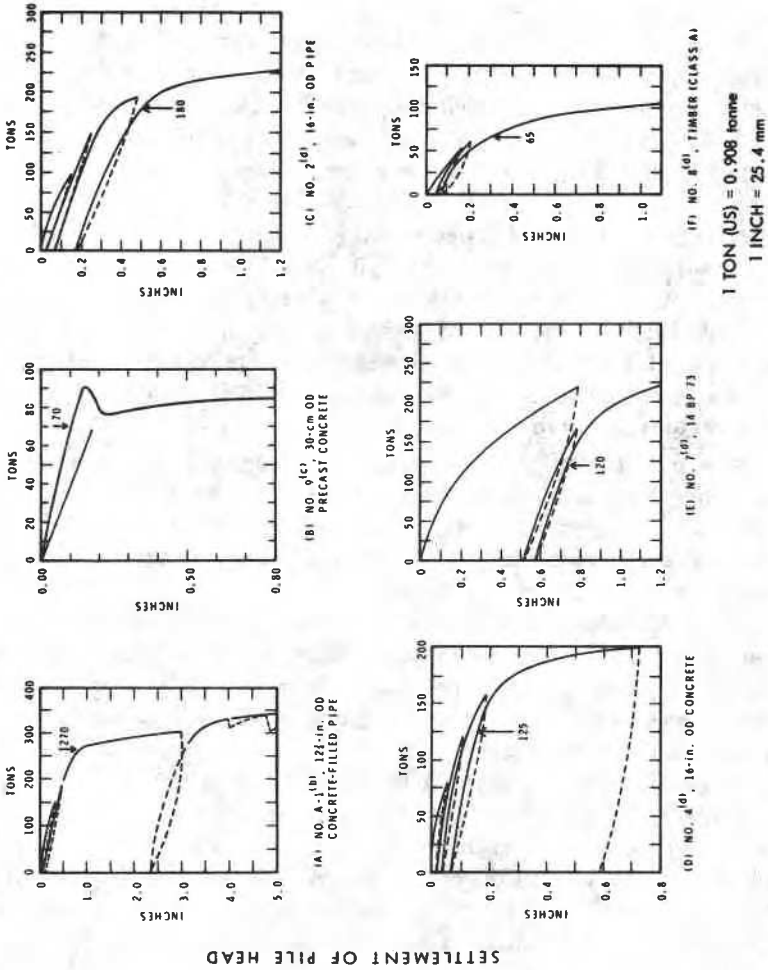 SETTLEMENT OF PILE HEAD
TONS
0 100 200 300 400
0
1.0
2.0
3.0
4.0
5.0
INCHES
270
(A) NO. A-1(b), 12¾-in OD
CONCRETE-FILLED PIPE
TONS
0 20 40 60 80 100
0.00
0.50
0.80
INCHES
70
(B) NO. 9(c), 30-cm OD
PRECAST CONCRETE
TONS
0 50 100 150 200 250 300
0
0.2
0.4
0.6
0.8
1.0
1.2
INCHES
180
(C) NO. 2(d), 16-in. OD PIPE
TONS
0 50 100 150 200
0
0.2
0.4
0.6
0.8
INCHES
125
(D) NO. 4(d), 16-in. OD CONCRETE
TONS
0 50 100 150 200 250 300
0
0.2
0.4
0.6
0.8
1.0
1.2
INCHES
120
(E) NO. 7(d), 14 BP 73
TONS
0 50 100 150
0
0.2
0.4
0.6
0.8
1.0
INCHES
65
(F) NO. 8(d), TIMBER (CLASS A)
1 TON (US) = 0.908 tonne
1 INCH = 25.4 mm